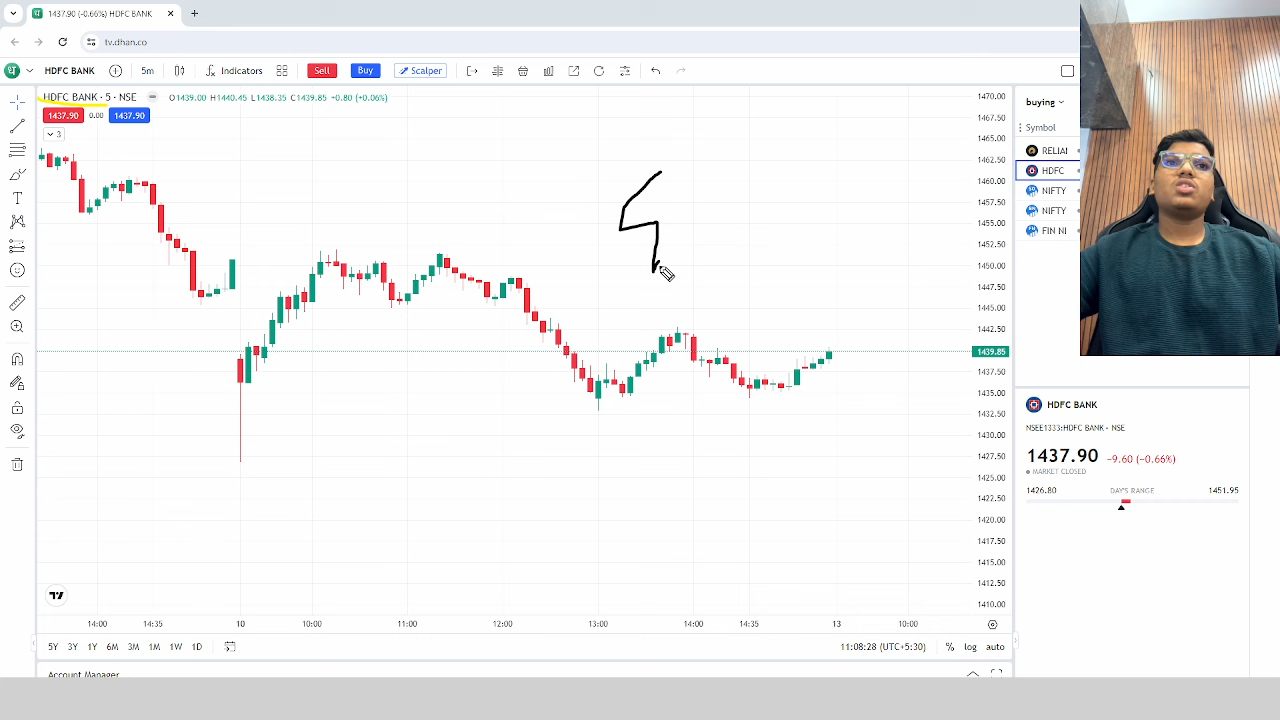 1437.90 (-0.66%) HDFC BANK
tv.dhan.co
HDFC BANK 5m Indicators Sell Buy Scalper
HDFC BANK · 5 · NSE O1439.00 H1440.45 L1438.35 C1439.85 +0.80 (+0.06%)
1437.90 0.00 1437.90
3
1470.00
1467.50
1465.00
1462.50
1460.00
1457.50
1455.00
1452.50
1450.00
1447.50
1445.00
1442.50
1439.85
1437.50
1435.00
1432.50
1430.00
1427.50
1425.00
1422.50
1420.00
1417.50
1415.00
1412.50
1410.00
14:00 14:35 10 10:00 11:00 12:00 13:00 14:00 14:35 13 10:00
5Y 3Y 1Y 6M 3M 1M 1W 1D 11:08:28 (UTC+5:30) % log auto
Account Manager
buying
Symbol
RELIAI
HDFC
NIFTY
NIFTY
FIN NI
HDFC BANK
NSEE1333:HDFC BANK · NSE
1437.90 −9.60 (−0.66%)
MARKET CLOSED
1426.80 DAY'S RANGE 1451.95